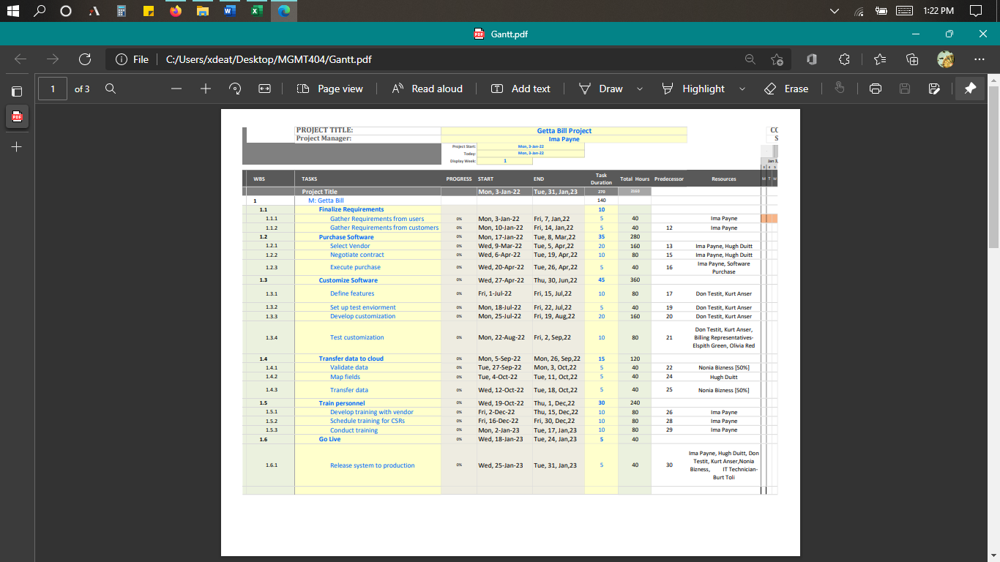 1:22 PM
Gantt.pdf
File C:/Users/xdeat/Desktop/MGMT404/Gantt.pdf
1 of 3 Page view Read aloud Add text Draw Highlight Erase
PROJECT TITLE: Getta Bill Project CO
Project Manager: Ima Payne S
Project Start: Mon, 3-Jan-22
Today: Mon, 3-Jan-22
Display Week: 1 Jan 3,
WBS TASKS PROGRESS START END Task Duration Total Hours Predecessor Resources M T W
Project Title Mon, 3-Jan-22 Tue, 31, Jan,23 270 2160
1 M: Getta Bill 140
1.1 Finalize Requirements 10
1.1.1 Gather Requirements from users 0% Mon, 3-Jan-22 Fri, 7, Jan,22 5 40 Ima Payne
1.1.2 Gather Requirements from customers 0% Mon, 10-Jan-22 Fri, 14, Jan,22 5 40 12 Ima Payne
1.2 Purchase Software 0% Mon, 17-Jan-22 Tue, 8, Mar,22 35 280
1.2.1 Select Vendor 0% Wed, 9-Mar-22 Tue, 5, Apr,22 20 160 13 Ima Payne, Hugh Duitt
1.2.2 Negotiate contract 0% Wed, 6-Apr-22 Tue, 19, Apr,22 10 80 15 Ima Payne, Hugh Duitt
1.2.3 Execute purchase 0% Wed, 20-Apr-22 Tue, 26, Apr,22 5 40 16 Ima Payne, Software Purchase
1.3 Customize Software 0% Wed, 27-Apr-22 Thu, 30, Jun,22 45 360
1.3.1 Define features 0% Fri, 1-Jul-22 Fri, 15, Jul,22 10 80 17 Don Testit, Kurt Anser
1.3.2 Set up test enviorment 0% Mon, 18-Jul-22 Fri, 22, Jul,22 5 40 19 Don Testit, Kurt Anser
1.3.3 Develop customization 0% Mon, 25-Jul-22 Fri, 19, Aug,22 20 160 20 Don Testit, Kurt Anser
1.3.4 Test customization 0% Mon, 22-Aug-22 Fri, 2, Sep,22 10 80 21 Don Testit, Kurt Anser, Billing Representatives- Elspith Green, Olivia Red
1.4 Transfer data to cloud 0% Mon, 5-Sep-22 Mon, 26, Sep,22 15 120
1.4.1 Validate data 0% Tue, 27-Sep-22 Mon, 3, Oct,22 5 40 22 Nonia Bizness [50%]
1.4.2 Map fields 0% Tue, 4-Oct-22 Tue, 11, Oct,22 5 40 24 Hugh Duitt
1.4.3 Transfer data 0% Wed, 12-Oct-22 Tue, 18, Oct,22 5 40 25 Nonia Bizness [50%]
1.5 Train personnel 0% Wed, 19-Oct-22 Thu, 1, Dec,22 30 240
1.5.1 Develop training with vendor 0% Fri, 2-Dec-22 Thu, 15, Dec,22 10 80 26 Ima Payne
1.5.2 Schedule training for CSRs 0% Fri, 16-Dec-22 Fri, 30, Dec,22 10 80 28 Ima Payne
1.5.3 Conduct training 0% Mon, 2-Jan-23 Tue, 17, Jan,23 10 80 29 Ima Payne
1.6 Go Live 0% Wed, 18-Jan-23 Tue, 24, Jan,23 5 40
1.6.1 Release system to production 0% Wed, 25-Jan-23 Tue, 31, Jan,23 5 40 30 Ima Payne, Hugh Duitt, Don Testit, Kurt Anser,Nonia Bizness, IT Technician- Burt Toli